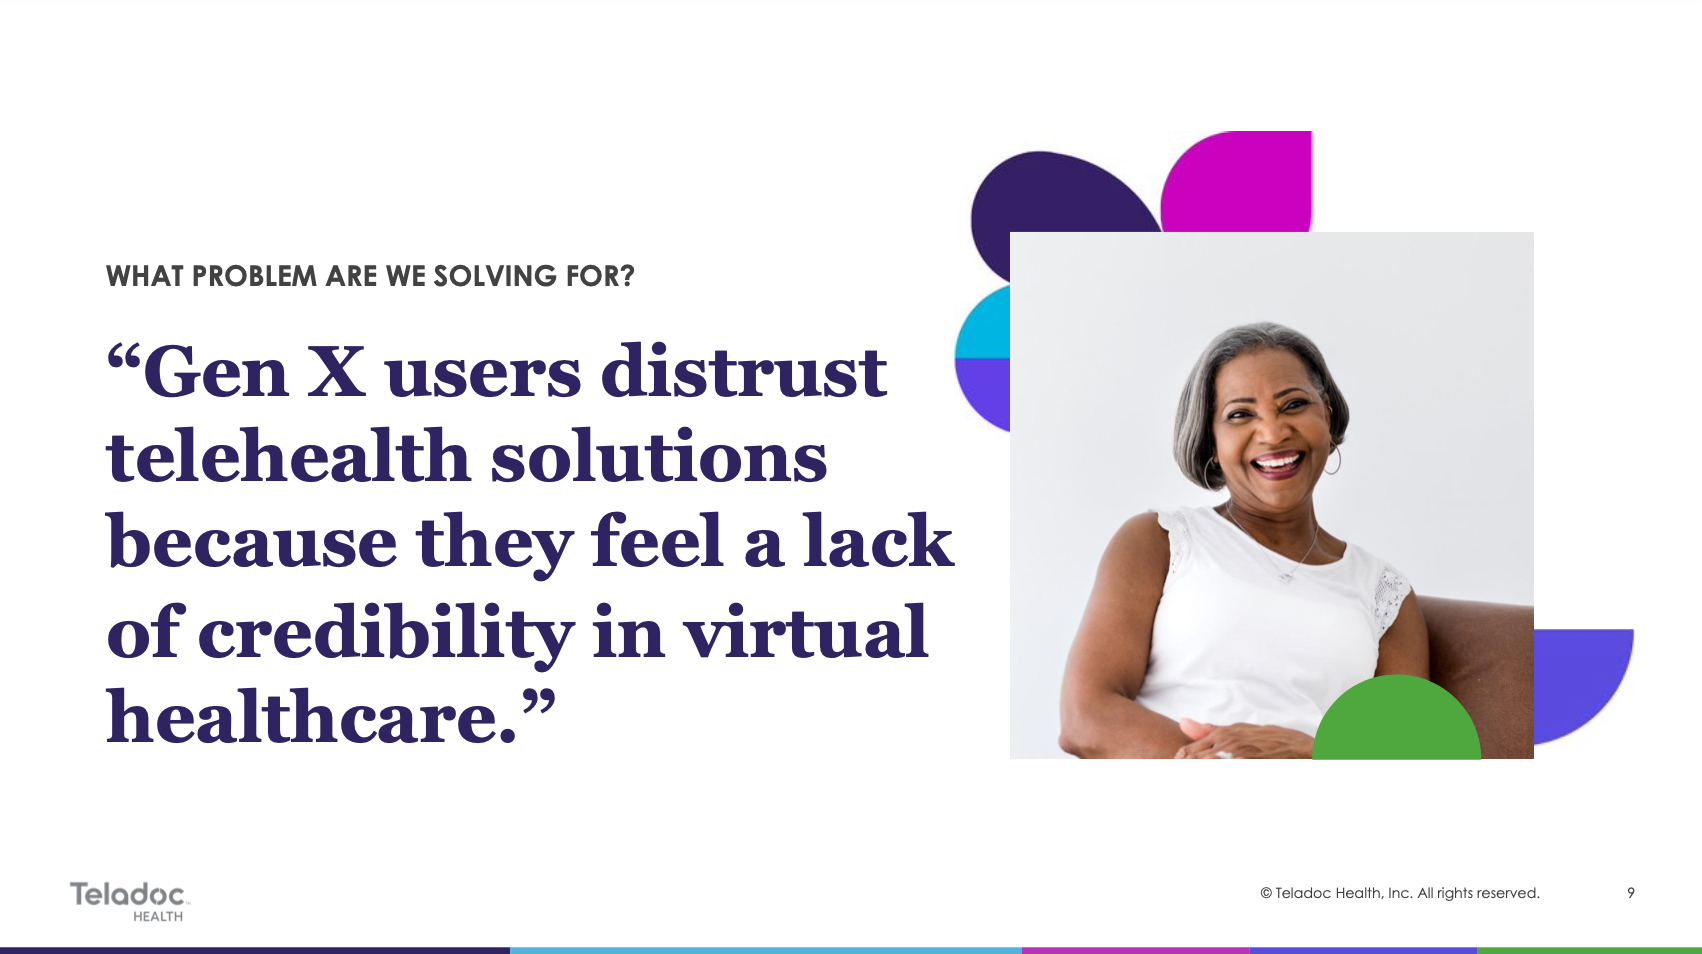 WHAT PROBLEM ARE WE SOLVING FOR?
“Gen X users distrust
telehealth solutions
because they feel a lack
of credibility in virtual
healthcare.”
Teladoc
HEALTH
© Teladoc Health, Inc. All rights reserved.
9